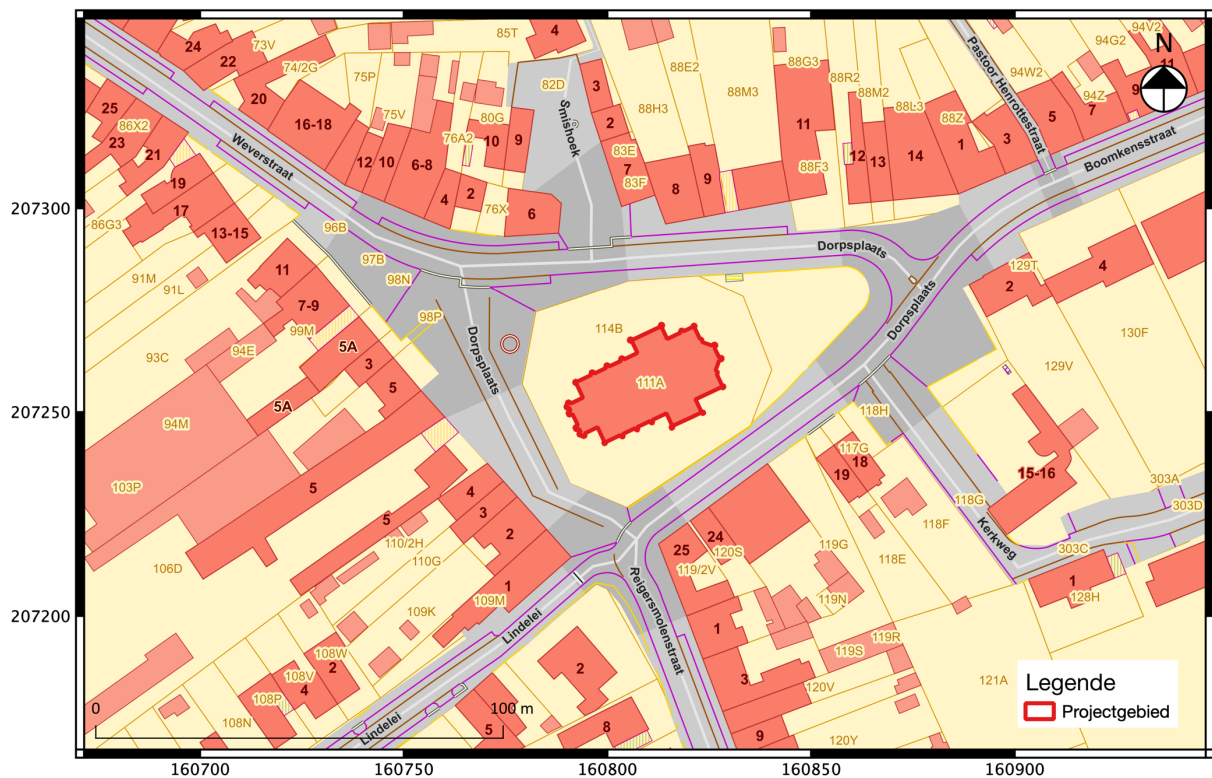 24
73V
22
74/2G
20
75P
16-18
75V
12
10
6-8
76A2
80G
10
9
4
2
76X
6
85T
4
82D
Smishoek
3
2
83E
7
83F
88H3
88E2
8
9
88M3
88G3
11
88F3
88R2
88M2
12
13
88L3
14
88Z
1
3
Pastoor Henrottestraat
94W2
5
94G2
94Z
7
94V2
11
9
N
Boomkensstraat
25
86X2
23
21
Weverstraat
19
17
13-15
86G3
91M
91L
96B
97B
98N
11
7-9
99M
98P
94E
93C
5A
3
5
5A
94M
103P
5
Dorpsplaats
114B
111A
Dorpsplaats
Dorpsplaats
129T
2
4
130F
129V
118H
117G
18
19
118G
15-16
303A
303D
303C
Kerkweg
1
128H
118F
118E
119G
119N
119R
119S
24
25
120S
119/2V
4
3
2
5
110/2H
110G
106D
1
109M
109K
Lindelei
Reigersmolenstraat
1
3
120V
9
120Y
121A
108W
108V
2
4
108P
108N
2
5
8
Lindelei
0
100 m
Legende
Projectgebied
207300
207250
207200
160700
160750
160800
160850
160900